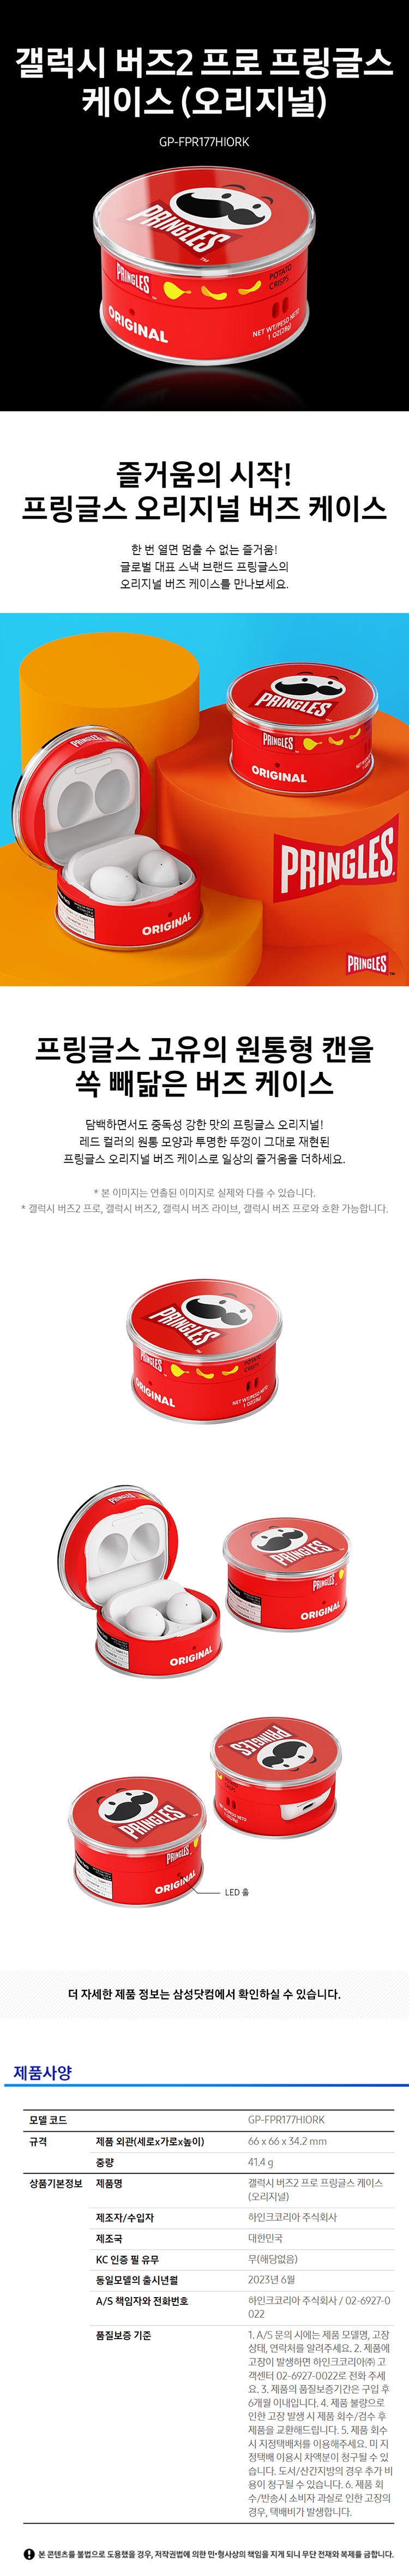 갤럭시 버즈2 프로 프링글스
케이스 (오리지널)
GP-FPR177HIORK
PRINGLES
TM
PRINGLES
POTATO
CRISPS
ORIGINAL
NET WT/PESO NETO
1 OZ(28g)
즐거움의 시작!
프링글스 오리지널 버즈 케이스
한 번 열면 멈출 수 없는 즐거움!
글로벌 대표 스낵 브랜드 프링글스의
오리지널 버즈 케이스를 만나보세요.
PRINGLES
PRINGLES
PRINGLES
ORIGINAL
PRINGLES
ORIGINAL
PRINGLES
TM
프링글스 고유의 원통형 캔을
쏙 빼닮은 버즈 케이스
담백하면서도 중독성 강한 맛의 프링글스 오리지널!
레드 컬러의 원통 모양과 투명한 뚜껑이 그대로 재현된
프링글스 오리지널 버즈 케이스로 일상의 즐거움을 더하세요.
* 본 이미지는 연출된 이미지로 실제와 다를 수 있습니다.
* 갤럭시 버즈2 프로, 갤럭시 버즈2, 갤럭시 버즈 라이브, 갤럭시 버즈 프로와 호환 가능합니다.
PRINGLES
PRINGLES
POTATO
CRISPS
ORIGINAL
NET WT/PESO NETO
1 OZ(28g)
PRINGLES
PRINGLES
PRINGLES
ORIGINAL
ORIGINAL
PRINGLES
PRINGLES
PRINGLES
ORIGINAL
LED 홀
더 자세한 제품 정보는 삼성닷컴에서 확인하실 수 있습니다.
제품사양
모델 코드 GP-FPR177HIORK
규격 제품 외관(세로x가로x높이) 66 x 66 x 34.2 mm
중량 41.4 g
상품기본정보 제품명 갤럭시 버즈2 프로 프링글스 케이스
(오리지널)
제조자/수입자 하인크코리아 주식회사
제조국 대한민국
KC 인증 필 유무 무(해당없음)
동일모델의 출시년월 2023년 6월
A/S 책임자와 전화번호 하인크코리아 주식회사 / 02-6927-0
022
품질보증 기준 1. A/S 문의 시에는 제품 모델명, 고장
상태, 연락처를 알려주세요. 2. 제품에
고장이 발생하면 하인크코리아㈜ 고
객센터 02-6927-0022로 전화 주세
요. 3. 제품의 품질보증기간은 구입 후
6개월 이내입니다. 4. 제품 불량으로
인한 고장 발생 시 제품 회수/검수 후
제품을 교환해드립니다. 5. 제품 회수
시 지정택배처를 이용해주세요. 미 지
정택배 이용시 차액분이 청구될 수 있
습니다. 도서/산간지방의 경우 추가 비
용이 청구될 수 있습니다. 6. 제품 회
수/반송시 소비자 과실로 인한 고장의
경우, 택배비가 발생합니다.
본 콘텐츠를 불법으로 도용했을 경우, 저작권법에 의한 민·형사상의 책임을 지게 되니 무단 전재와 복제를 금합니다.